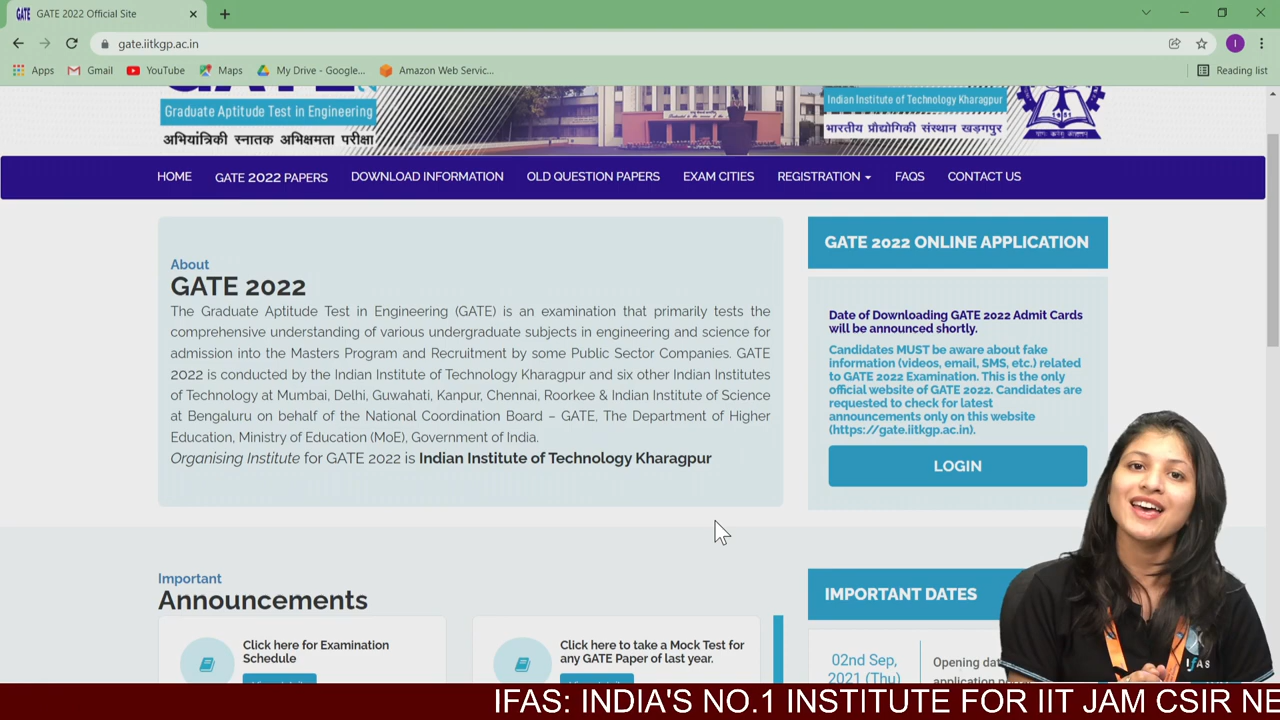 GATE GATE 2022 Official Site
gate.iitkgp.ac.in
I
Apps Gmail YouTube Maps My Drive - Google... Amazon Web Servic... Reading list
Graduate Aptitude Test in Engineering
अभियांत्रिकी स्नातक अभिक्षमता परीक्षा
Indian Institute of Technology Kharagpur
भारतीय प्रौद्योगिकी संस्थान खड़गपुर
HOME GATE 2022 PAPERS DOWNLOAD INFORMATION OLD QUESTION PAPERS EXAM CITIES REGISTRATION FAQS CONTACT US
About
GATE 2022
The Graduate Aptitude Test in Engineering (GATE) is an examination that primarily tests the
comprehensive understanding of various undergraduate subjects in engineering and science for
admission into the Masters Program and Recruitment by some Public Sector Companies. GATE
2022 is conducted by the Indian Institute of Technology Kharagpur and six other Indian Institutes
of Technology at Mumbai, Delhi, Guwahati, Kanpur, Chennai, Roorkee & Indian Institute of Science
at Bengaluru on behalf of the National Coordination Board – GATE, The Department of Higher
Education, Ministry of Education (MoE), Government of India.
Organising Institute for GATE 2022 is Indian Institute of Technology Kharagpur
GATE 2022 ONLINE APPLICATION
Date of Downloading GATE 2022 Admit Cards
will be announced shortly.
Candidates MUST be aware about fake
information (videos, email, SMS, etc.) related
to GATE 2022 Examination. This is the only
official website of GATE 2022. Candidates are
requested to check for latest
announcements only on this website
(https://gate.iitkgp.ac.in).
LOGIN
Important
Announcements
Click here for Examination
Schedule
Click here to take a Mock Test for
any GATE Paper of last year.
IMPORTANT DATES
02nd Sep,
2021 (Thu)
Opening
application
IFAS
IFAS: INDIA'S NO.1 INSTITUTE FOR IIT JAM CSIR NE